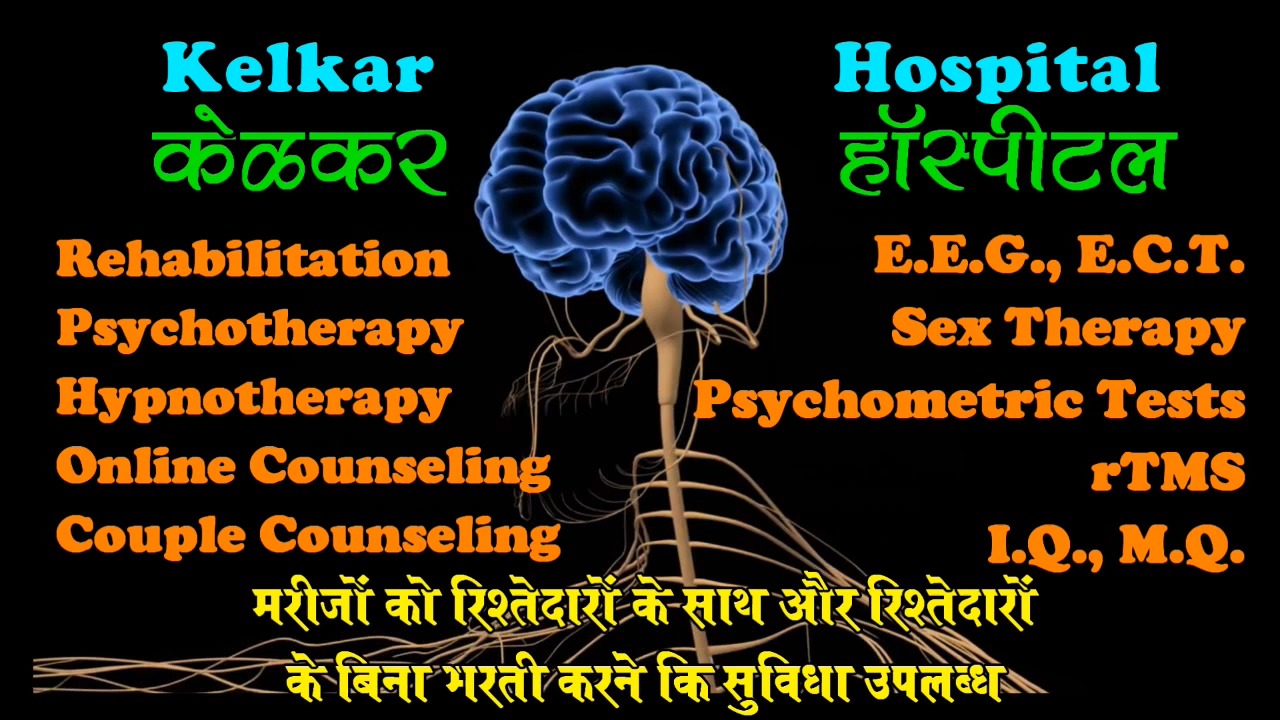 Kelkar Hospital
केळकर हॉस्पीटल
Rehabilitation
Psychotherapy
Hypnotherapy
Online Counseling
Couple Counseling
E.E.G., E.C.T.
Sex Therapy
Psychometric Tests
rTMS
I.Q., M.Q.
मरीजों को रिश्तेदारों के साथ और रिश्तेदारों
के बिना भरती करने कि सुविधा उपलब्ध